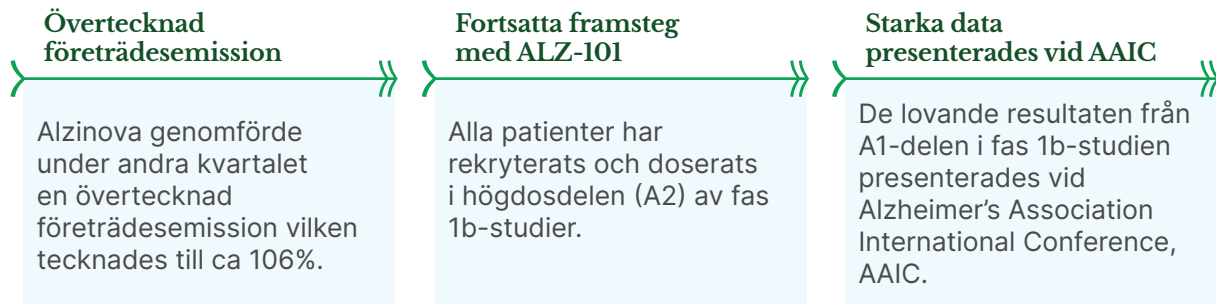 Övertecknad
företrädesemission
Alzinova genomförde
under andra kvartalet
en övertecknad
företrädesemission vilken
tecknades till ca 106%.
Fortsatta framsteg
med ALZ-101
Alla patienter har
rekryterats och doserats
i högdosdelen (A2) av fas
1b-studier.
Starka data
presenterades vid AAIC
De lovande resultaten från
A1-delen i fas 1b-studien
presenterades vid
Alzheimer’s Association
International Conference,
AAIC.